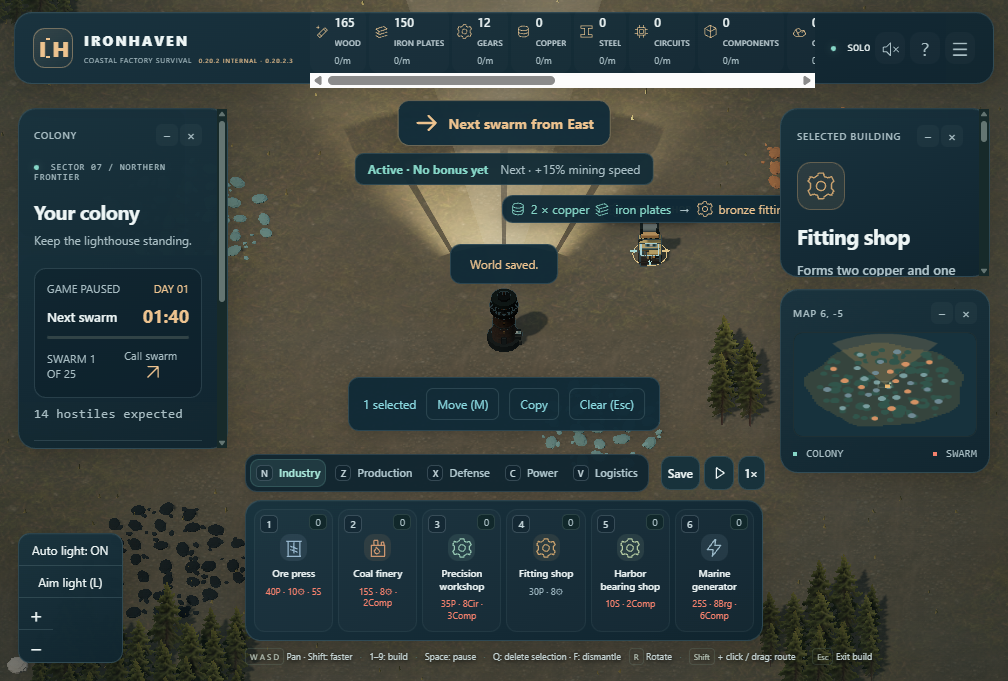 IRONHAVEN
COASTAL FACTORY SURVIVAL 0.20.2 INTERNAL · 0.20.2.3
165 WOOD 0/m
150 IRON PLATES 0/m
12 GEARS 0/m
0 COPPER 0/m
0 STEEL 0/m
0 CIRCUITS 0/m
0 COMPONENTS 0/m
SOLO
?
COLONY
SECTOR 07 / NORTHERN
FRONTIER
Your colony
Keep the lighthouse standing.
GAME PAUSED DAY 01
Next swarm 01:40
SWARM 1
OF 25
Call swarm
14 hostiles expected
→ Next swarm from East
Active · No bonus yet Next · +15% mining speed
2 × copper iron plates → bronze fittin
World saved.
SELECTED BUILDING
Fitting shop
Forms two copper and one
MAP 6, -5
COLONY SWARM
1 selected Move (M) Copy Clear (Esc)
N Industry Z Production X Defense C Power V Logistics
Save 1×
1 0
Ore press
40P · 10⚙ · 5S
2 0
Coal finery
15S · 8⚙ ·
2Comp
3 0
Precision
workshop
35P · 8Cir ·
3Comp
4 0
Fitting shop
30P · 8⚙
5 0
Harbor
bearing shop
10S · 2Comp
6 0
Marine
generator
25S · 8Brg ·
6Comp
Auto light: ON
Aim light (L)
+
−
W A S D Pan · Shift: faster 1–9: build Space: pause Q: delete selection · F: dismantle R Rotate Shift + click / drag: route Esc Exit build